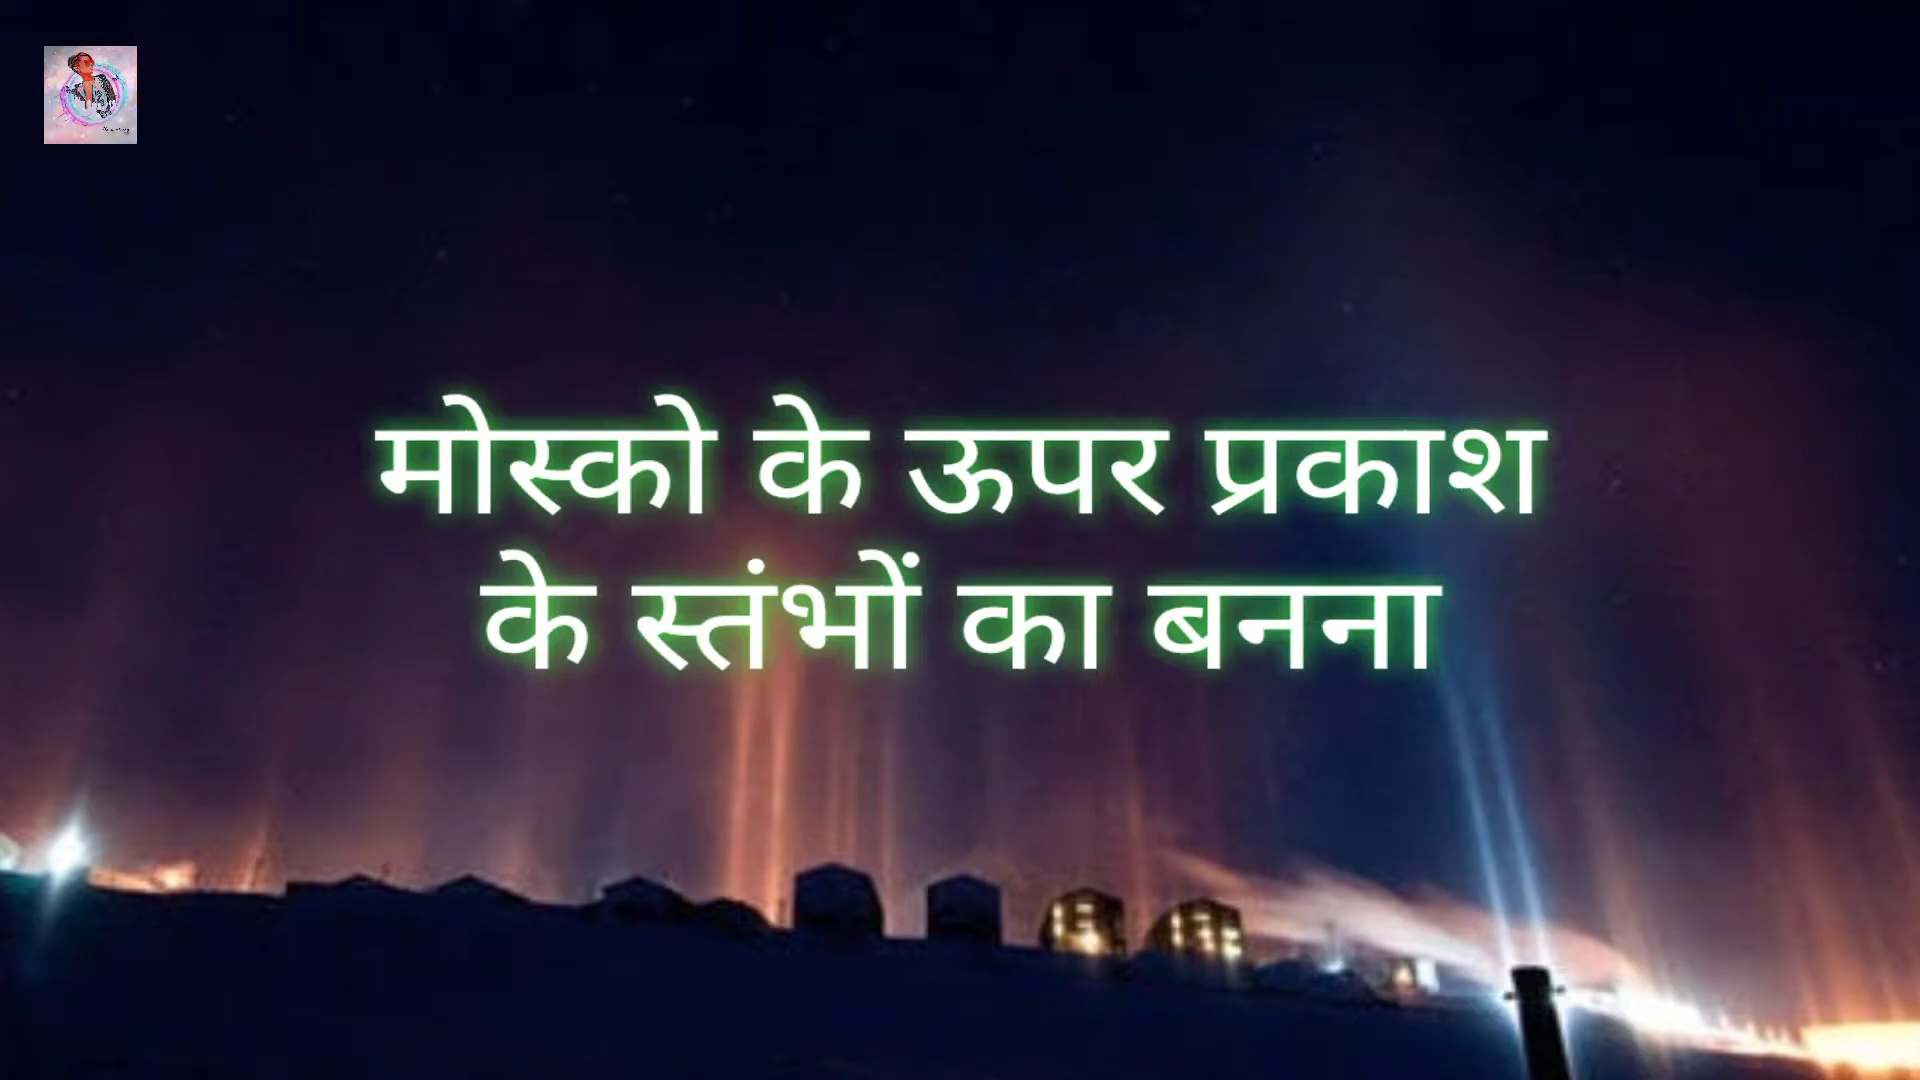 मोस्को के ऊपर प्रकाश
के स्तंभों का बनना